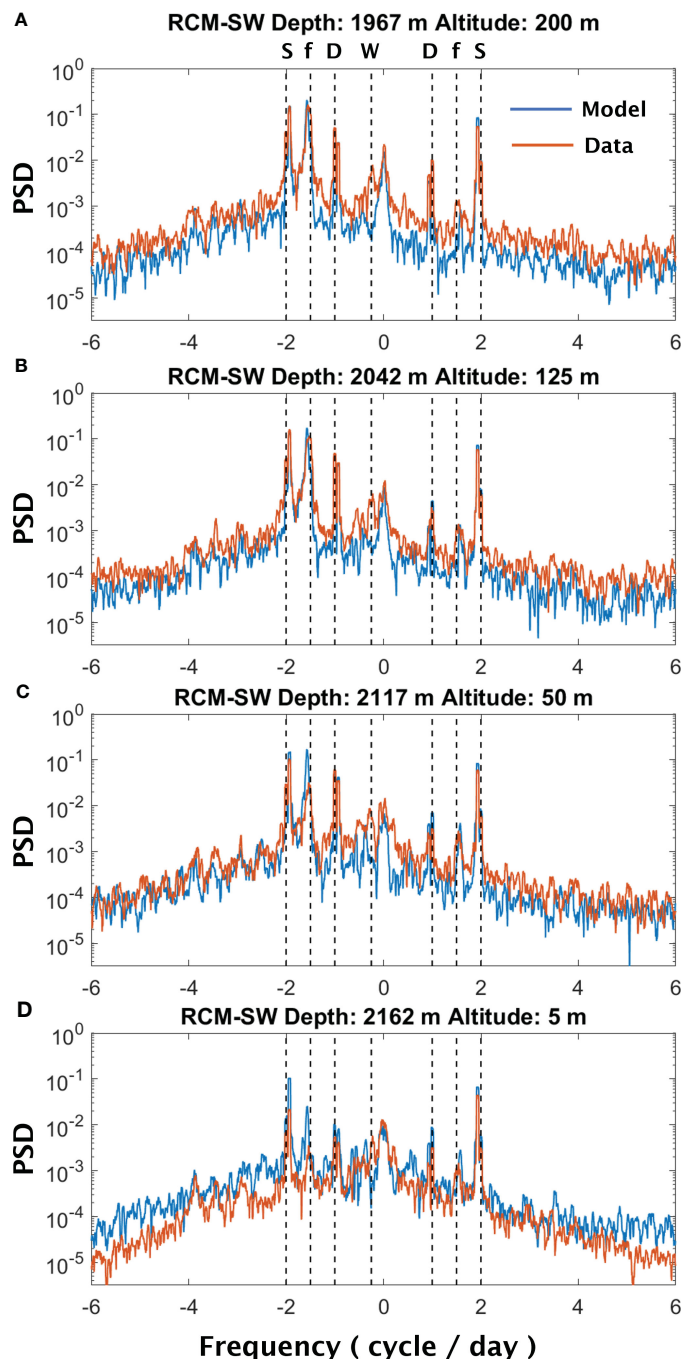 A
RCM-SW Depth: 1967 m Altitude: 200 m
S f D W D f S
10^0
10^-1
10^-2
10^-3
10^-4
10^-5
PSD
Model
Data
-6 -4 -2 0 2 4 6
B
RCM-SW Depth: 2042 m Altitude: 125 m
10^0
10^-1
10^-2
10^-3
10^-4
10^-5
PSD
-6 -4 -2 0 2 4 6
C
RCM-SW Depth: 2117 m Altitude: 50 m
10^0
10^-1
10^-2
10^-3
10^-4
10^-5
PSD
-6 -4 -2 0 2 4 6
D
RCM-SW Depth: 2162 m Altitude: 5 m
10^0
10^-1
10^-2
10^-3
10^-4
10^-5
PSD
-6 -4 -2 0 2 4 6
Frequency ( cycle / day )